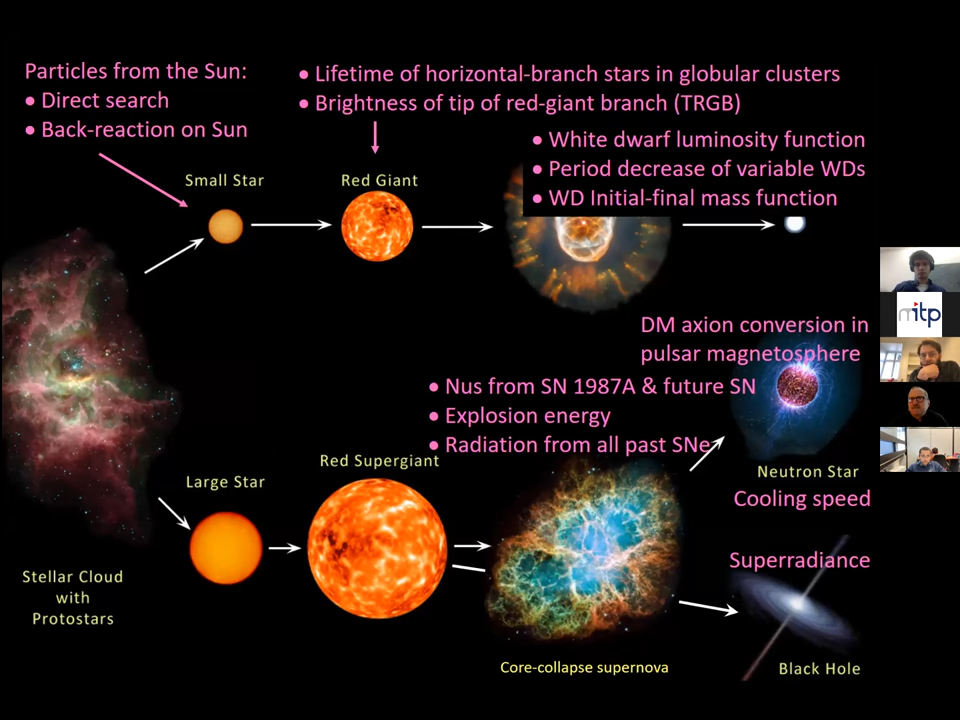 Particles from the Sun:
• Direct search
• Back-reaction on Sun
• Lifetime of horizontal-branch stars in globular clusters
• Brightness of tip of red-giant branch (TRGB)
• White dwarf luminosity function
• Period decrease of variable WDs
• WD Initial-final mass function
Small Star
Red Giant
DM axion conversion in
pulsar magnetosphere
• Nus from SN 1987A & future SN
• Explosion energy
• Radiation from all past SNe
Red Supergiant
Large Star
Neutron Star
Cooling speed
Superradiance
Stellar Cloud
with
Protostars
Core-collapse supernova
Black Hole
mitp